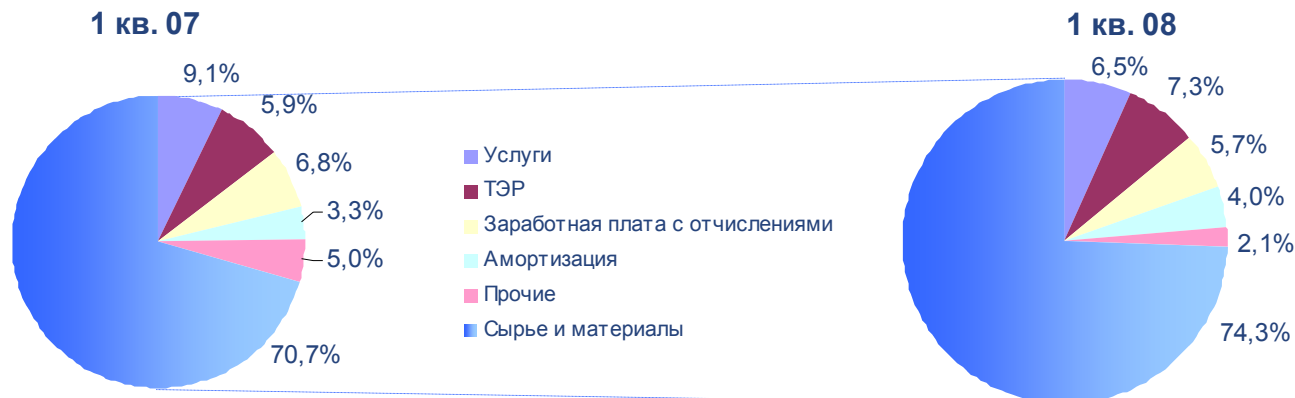 1 кв. 07
9,1%
5,9%
6,8%
3,3%
5,0%
70,7%
Услуги
ТЭР
Заработная плата с отчислениями
Амортизация
Прочие
Сырье и материалы
1 кв. 08
6,5%
7,3%
5,7%
4,0%
2,1%
74,3%